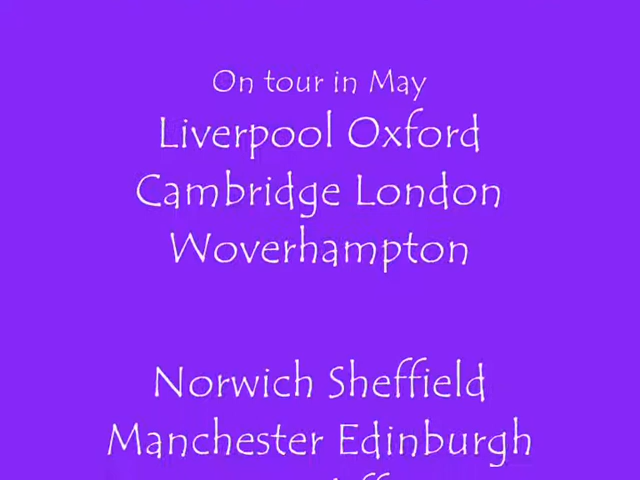 On tour in May
Liverpool Oxford
Cambridge London
Woverhampton
Norwich Sheffield
Manchester Edinburgh